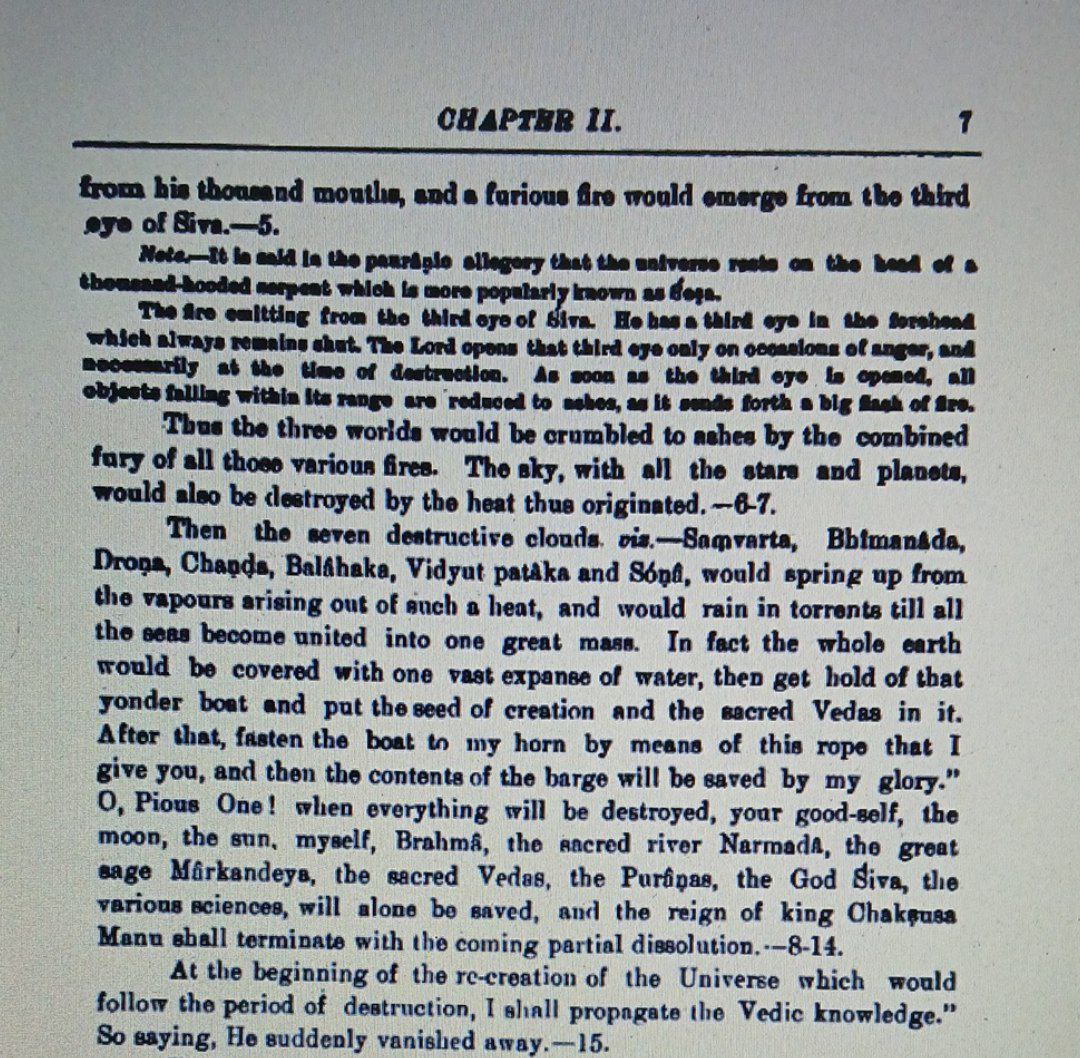 CHAPTER II. 7
from his thousand mouths, and a furious fire would emerge from the third
eye of Siva.—5.
Note.—It is said in the paurâṇic allegory that the universe rests on the head of a
thousand-hooded serpent which is more popularly known as Śeṣa.
The fire emitting from the third eye of Śiva. He has a third eye in the forehead
which always remains shut. The Lord opens that third eye only on occasions of anger, and
necessarily at the time of destruction. As soon as the third eye is opened, all
objects falling within its range are reduced to ashes, as it sends forth a big flash of fire.
Thus the three worlds would be crumbled to ashes by the combined
fury of all those various fires. The sky, with all the stars and planets,
would also be destroyed by the heat thus originated.—6-7.
Then the seven destructive clouds. vis.—Saṃvarta, Bhîmanâda,
Droṇa, Chaṇḍa, Balâhaka, Vidyut patâka and Sóṇâ, would spring up from
the vapours arising out of such a heat, and would rain in torrents till all
the seas become united into one great mass. In fact the whole earth
would be covered with one vast expanse of water, then get hold of that
yonder boat and put the seed of creation and the sacred Vedas in it.
After that, fasten the boat to my horn by means of this rope that I
give you, and then the contents of the barge will be saved by my glory."
O, Pious One! when everything will be destroyed, your good-self, the
moon, the sun, myself, Brahmâ, the sacred river Narmadâ, the great
sage Mârkandeya, the sacred Vedas, the Purâṇas, the God Śiva, the
various sciences, will alone be saved, and the reign of king Chakṣusa
Manu shall terminate with the coming partial dissolution.—8-14.
At the beginning of the re-creation of the Universe which would
follow the period of destruction, I shall propagate the Vedic knowledge."
So saying, He suddenly vanished away.—15.